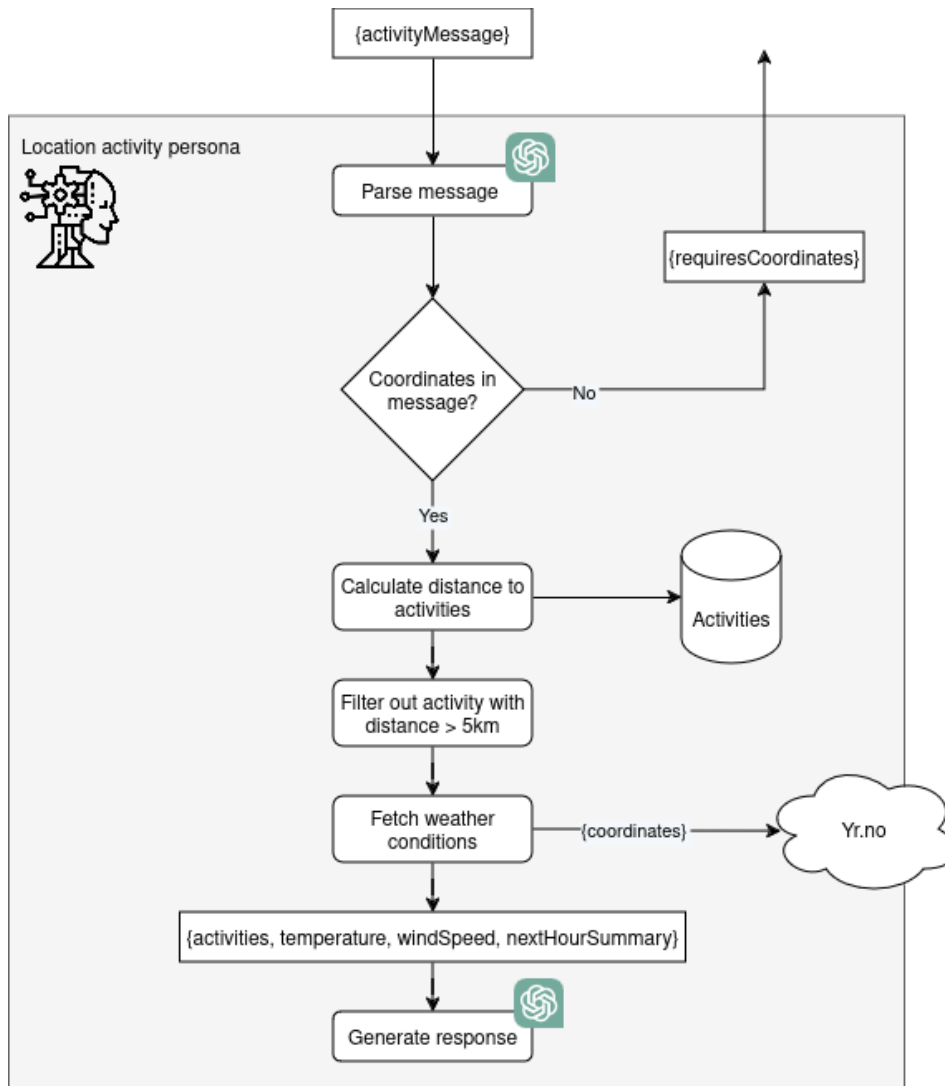 {activityMessage}
Location activity persona
Parse message
{requiresCoordinates}
Coordinates in
message?
No
Yes
Calculate distance to
activities
Activities
Filter out activity with
distance > 5km
Fetch weather
conditions
{coordinates}
Yr.no
{activities, temperature, windSpeed, nextHourSummary}
Generate response